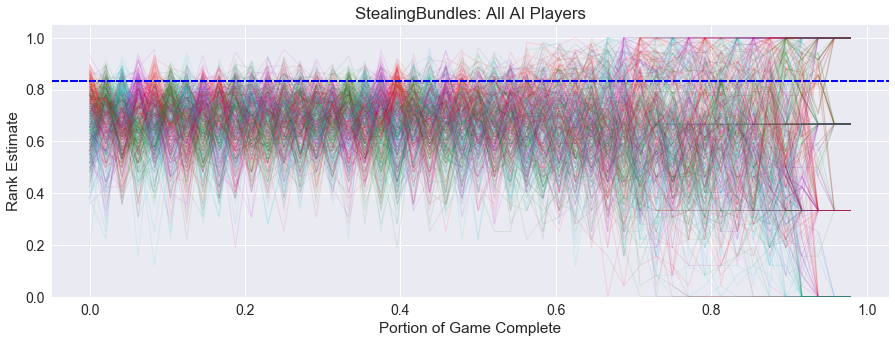 StealingBundles: All AI Players
Rank Estimate
1.0
0.8
0.6
0.4
0.2
0.0
0.0 0.2 0.4 0.6 0.8 1.0
Portion of Game Complete